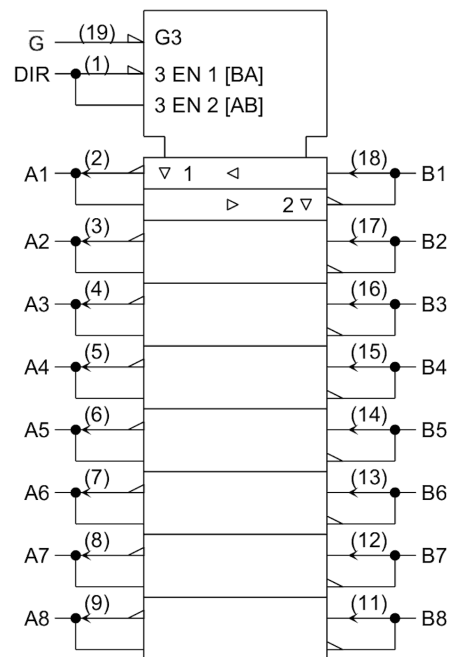 G̅ (19) G3
DIR (1) 3 EN 1 [BA]
3 EN 2 [AB]
A1 (2) ▽ 1 ◁ (18) B1
▷ 2 ▽
A2 (3) (17) B2
A3 (4) (16) B3
A4 (5) (15) B4
A5 (6) (14) B5
A6 (7) (13) B6
A7 (8) (12) B7
A8 (9) (11) B8